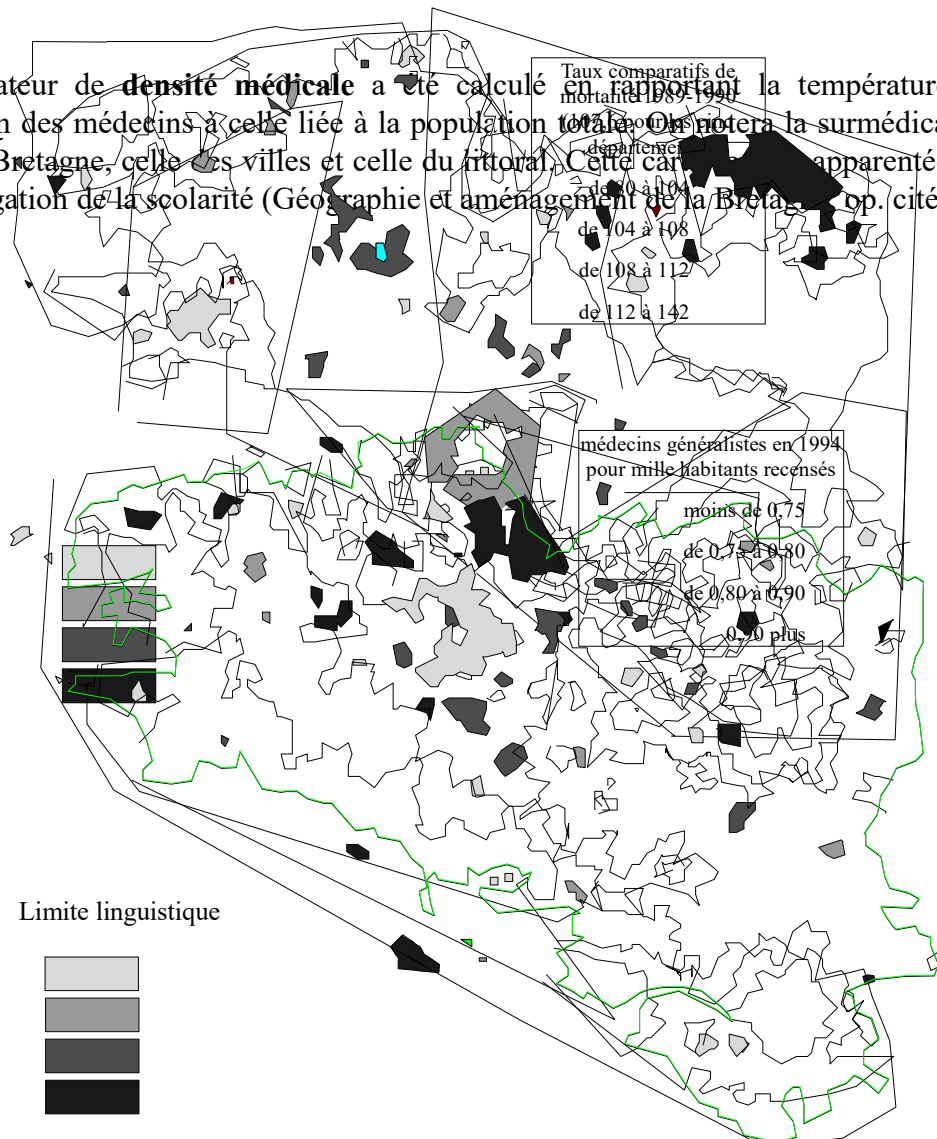 ateur de densité médicale a été calculé en rapportant la température
n des médecins à celle liée à la population totale. On notera la surmédica
Bretagne, celle des villes et celle du littoral. Cette apparenté
gation de la scolarité (Géographie et aménagement de la Bretagne, op. cité
Taux comparatifs de
mortalité 1989-1990
pour les cinq
départements
de 80 à 104
de 104 à 108
de 108 à 112
de 112 à 142
médecins généralistes en 1994
pour mille habitants recensés
moins de 0,75
de 0,75 à 0,80
de 0,80 à 0,90
0,90 plus
Limite linguistique